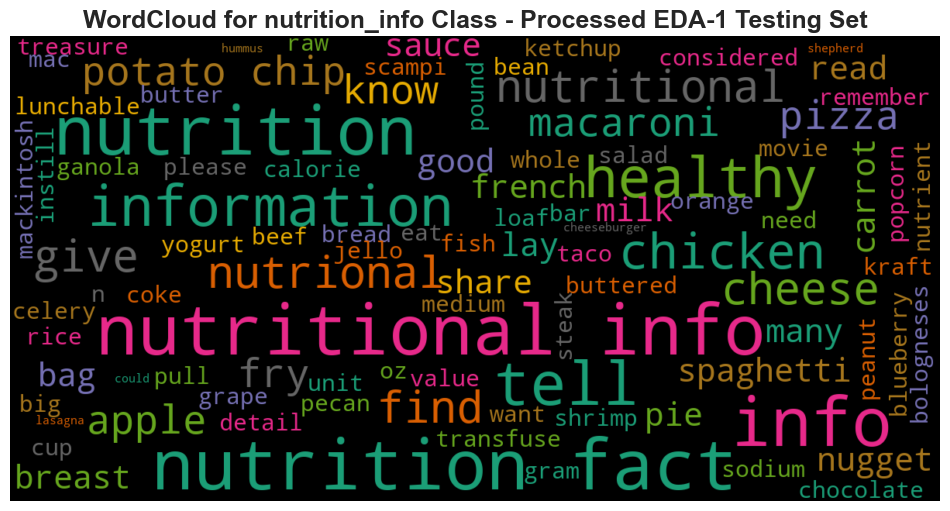 WordCloud for nutrition_info Class - Processed EDA-1 Testing Set
treasure hummus raw sauce ketchup considered shepherd
mac potato chip scampi know bean nutritional read
lunchable butter pound remember
nutrition macaroni pizza
mackintosh instill ganola please calorie good whole salad movie carrot popcorn nutrient
french healthy
information loaf bar milk orange need
give yogurt beef bread jello eat fish lay cheeseburger taco chicken
nutrional share buttered cheese kraft
celery n coke medium
rice nutritional info steak many peanut blueberry bologneses
bag could pull fry unit oz value tell spaghetti
big grape pecan find want shrimp pie info
lasagna apple detail
cup transfuse
breast nutrition fact gram sodium nugget
chocolate